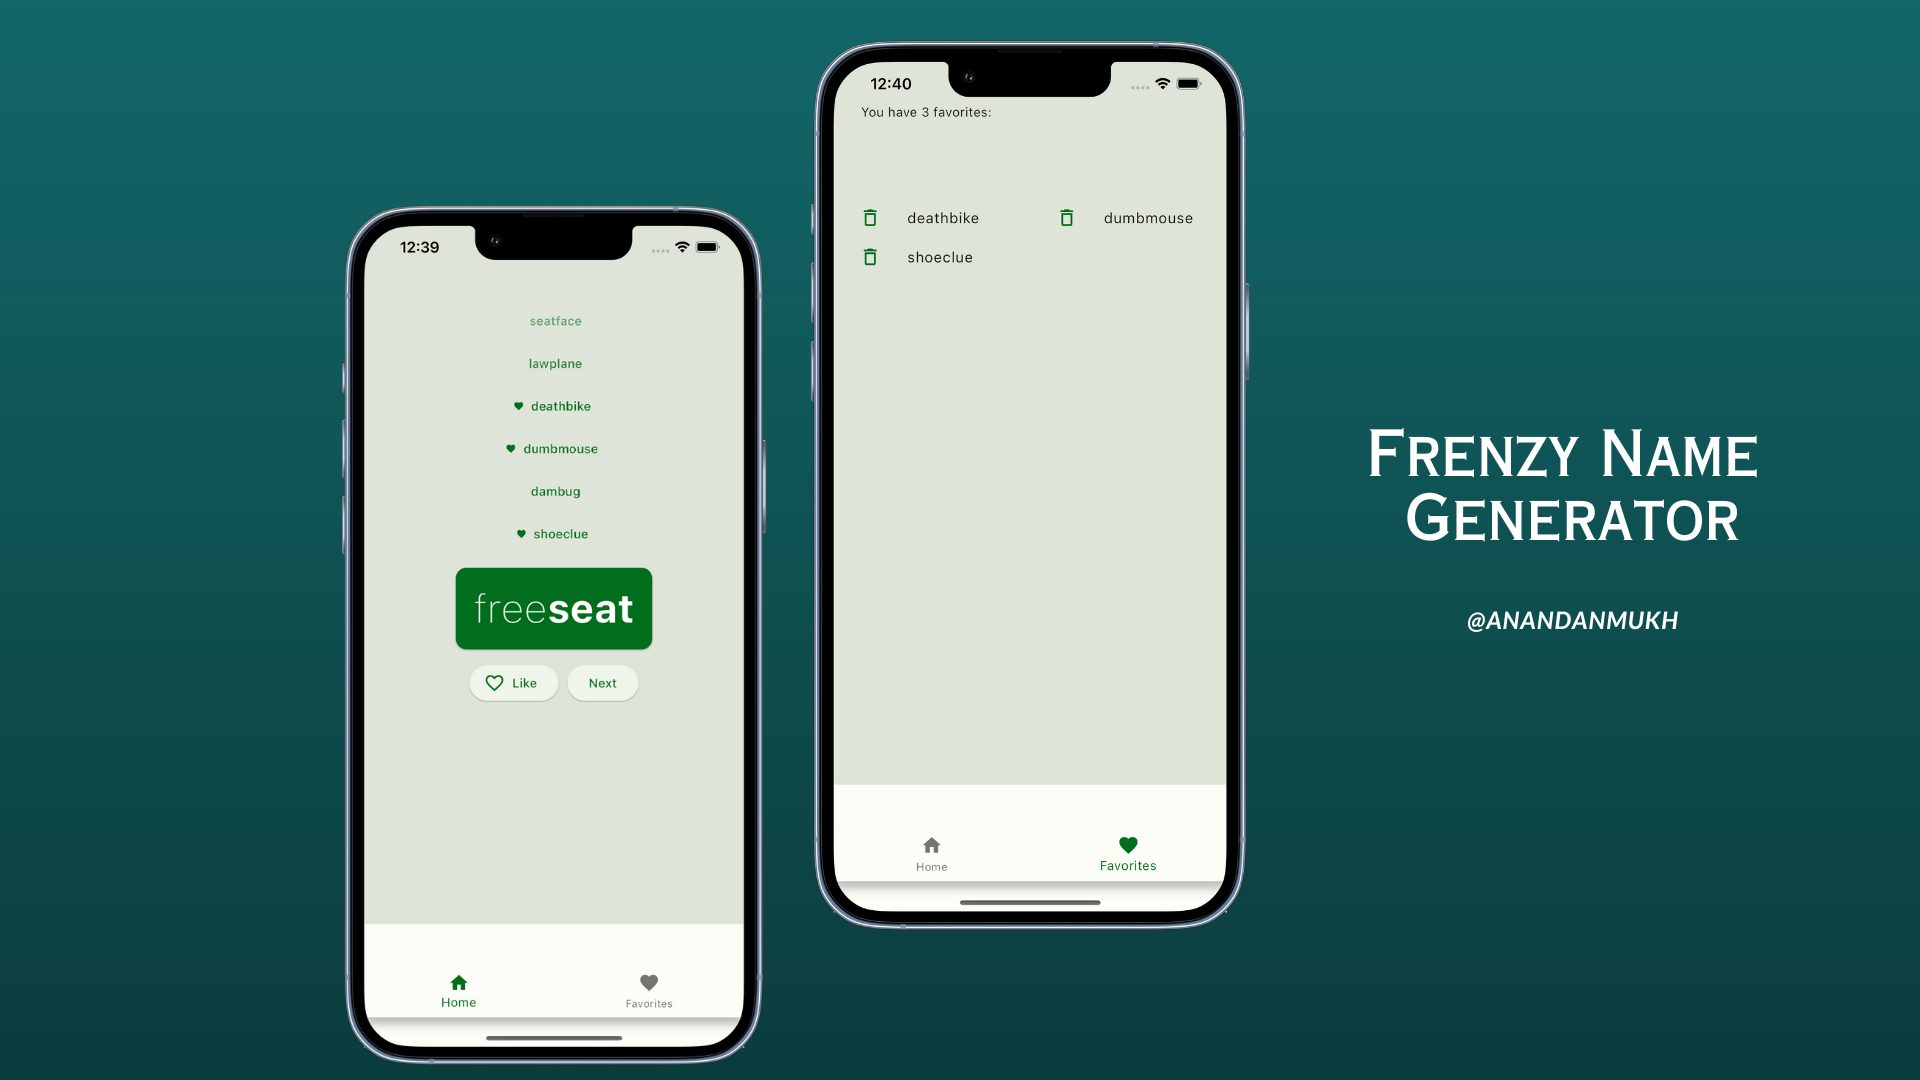 12:39
seatface
lawplane
deathbike
dumbmouse
dambug
shoeclue
freeseat
Like Next
Home Favorites
12:40
You have 3 favorites:
deathbike dumbmouse
shoeclue
Home Favorites
Frenzy Name
Generator
@ANANDANMUKH